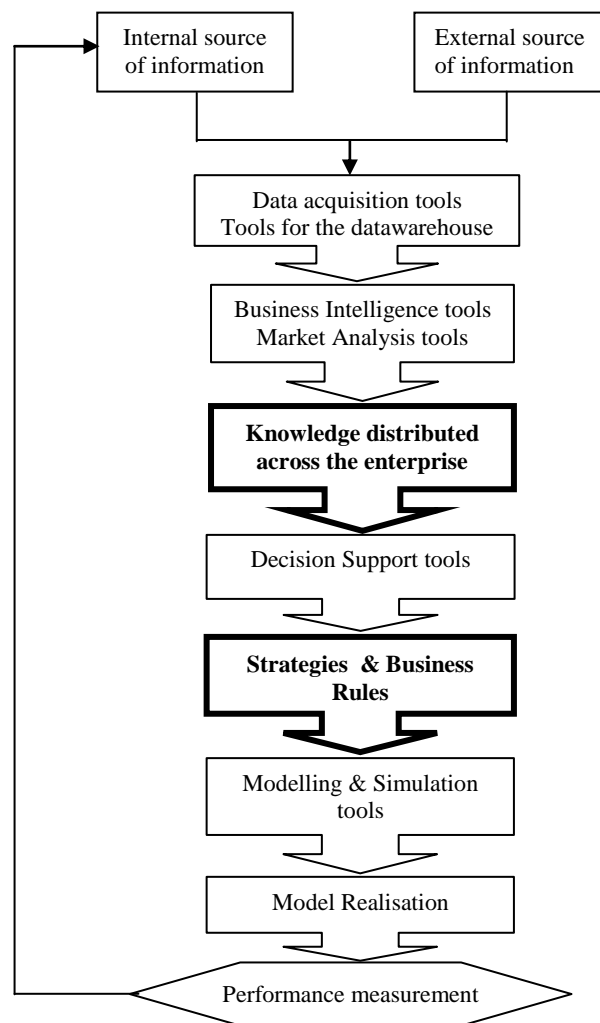 Internal source
of information
External source
of information
Data acquisition tools
Tools for the datawarehouse
Business Intelligence tools
Market Analysis tools
Knowledge distributed
across the enterprise
Decision Support tools
Strategies & Business
Rules
Modelling & Simulation
tools
Model Realisation
Performance measurement